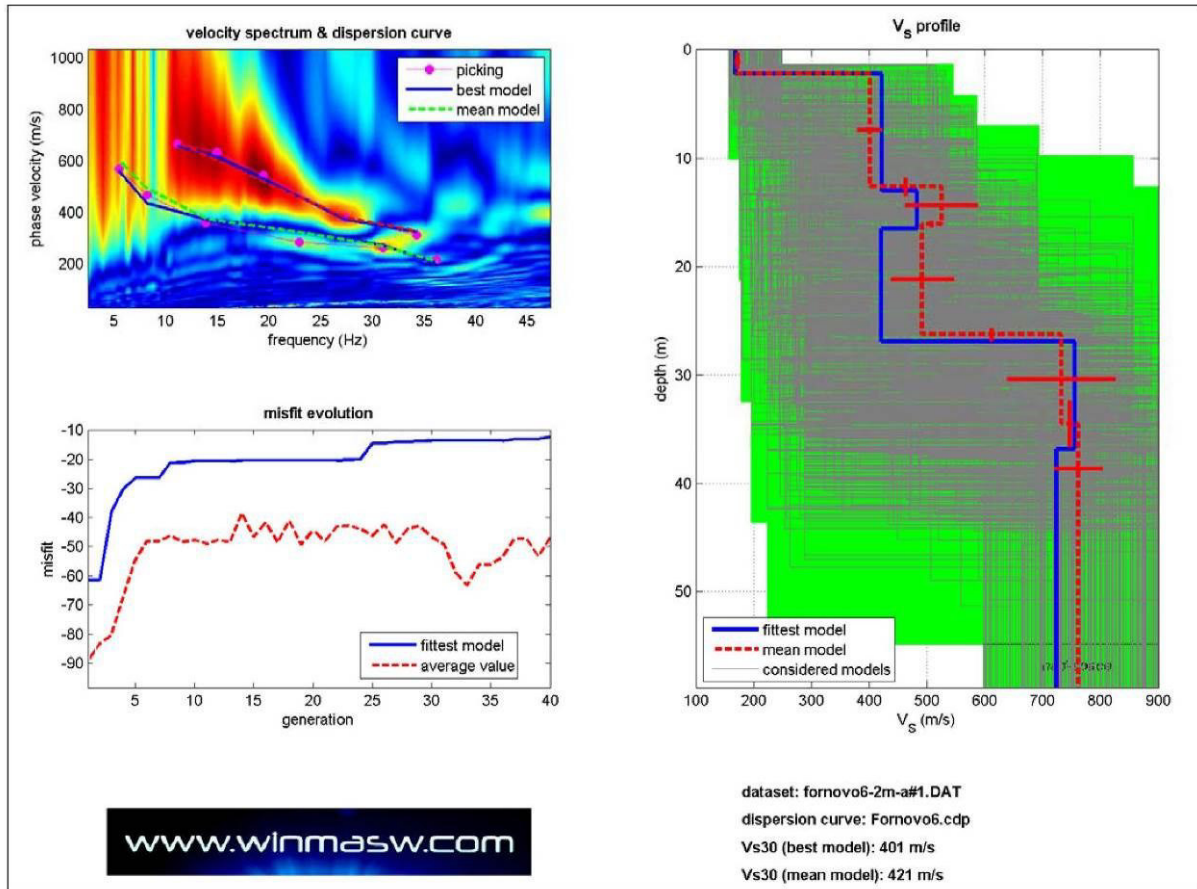 velocity spectrum & dispersion curve
1000
800
600
400
200
phase velocity (m/s)
picking
best model
mean model
5 10 15 20 25 30 35 40 45
frequency (Hz)
misfit evolution
-10
-20
-30
-40
-50
-60
-70
-80
-90
misfit
fittest model
average value
5 10 15 20 25 30 35 40
generation
www.winmasw.com
VS profile
0
10
20
30
40
50
depth (m)
fittest model
mean model
considered models
100 200 300 400 500 600 700 800 900
VS (m/s)
dataset: fornovo6-2m-a#1.DAT
dispersion curve: Fornovo6.cdp
Vs30 (best model): 401 m/s
Vs30 (mean model): 421 m/s